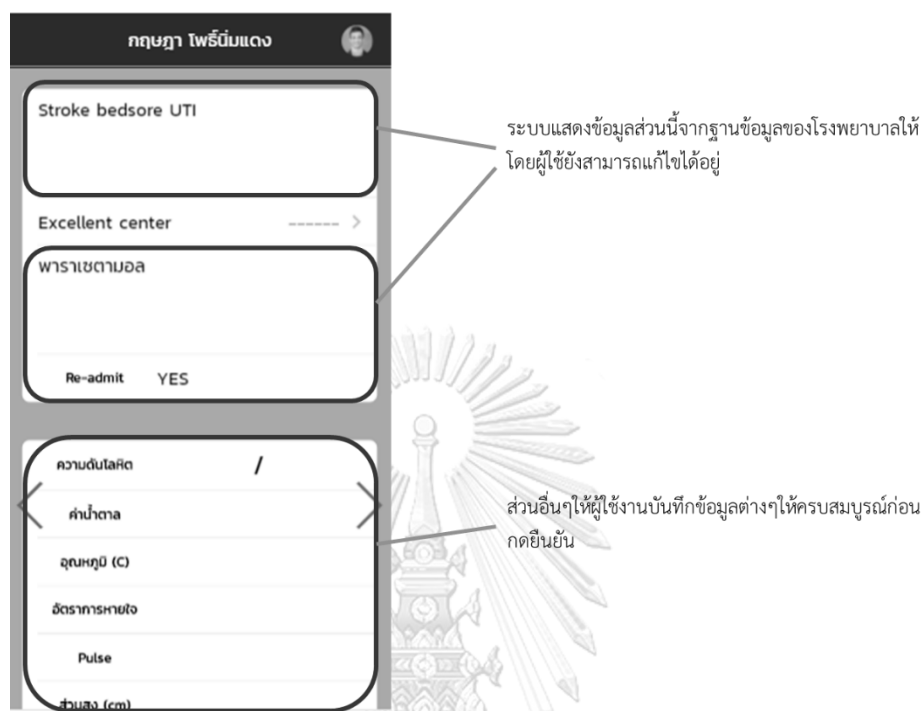 กฤษฎา โพธิ์นิ่มแดง
Stroke bedsore UTI
ระบบแสดงข้อมูลส่วนนี้จากฐานข้อมูลของโรงพยาบาลให้
โดยผู้ใช้ยังสามารถแก้ไขได้อยู่
Excellent center ------ >
พาราเซตามอล
Re-admit YES
ความดันโลหิต /
ค่าน้ำตาล
ส่วนอื่นๆให้ผู้ใช้งานบันทึกข้อมูลต่างๆให้ครบสมบูรณ์ก่อน
กดยืนยัน
อุณหภูมิ (C)
อัตราการหายใจ
Pulse
ส่วนสูง (cm)